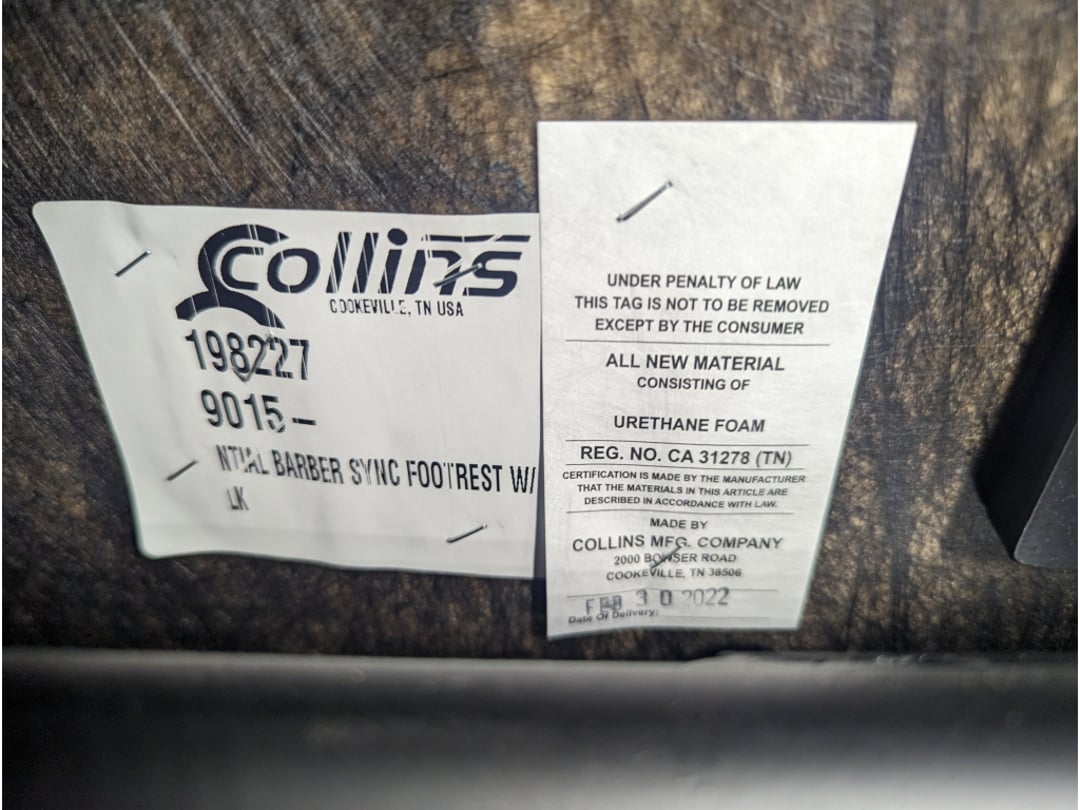 Collins
COOKEVILLE, TN USA
198227
9015-
NTIAL BARBER SYNC FOOTREST W/
LK
UNDER PENALTY OF LAW
THIS TAG IS NOT TO BE REMOVED
EXCEPT BY THE CONSUMER
ALL NEW MATERIAL
CONSISTING OF
URETHANE FOAM
REG. NO. CA 31278 (TN)
CERTIFICATION IS MADE BY THE MANUFACTURER
THAT THE MATERIALS IN THIS ARTICLE ARE
DESCRIBED IN ACCORDANCE WITH LAW.
MADE BY
COLLINS MFG. COMPANY
2000 BOWSER ROAD
COOKEVILLE, TN 38506
FEB 30 2022
Date Of Delivery: